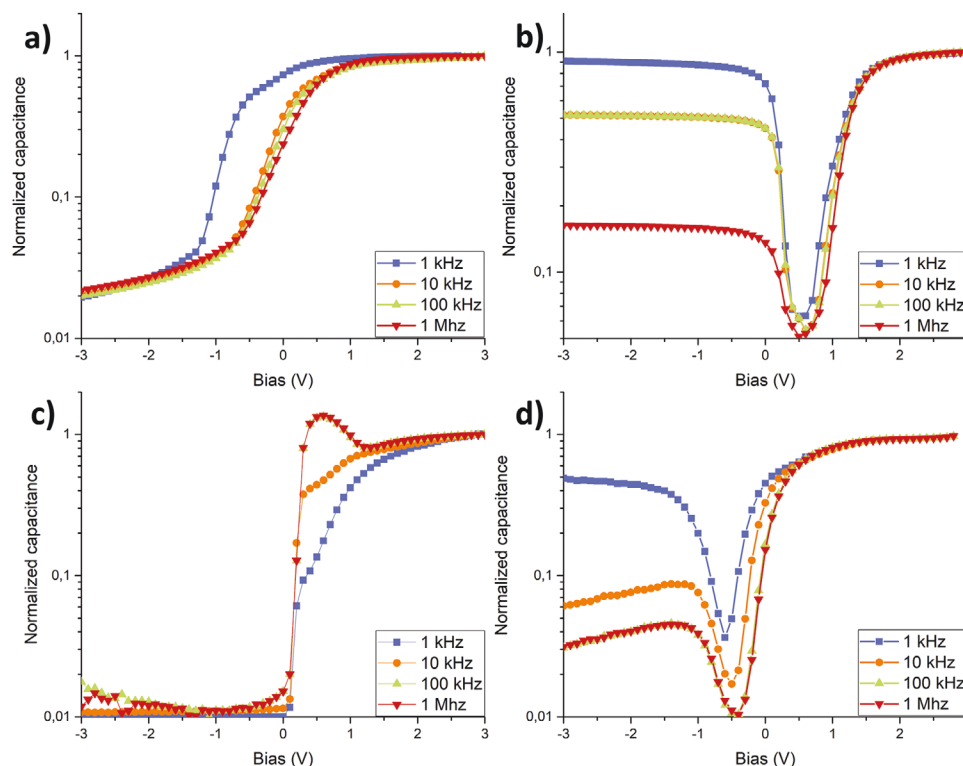 a)
Normalized capacitance
1
0,1
0,01
-3 -2 -1 0 1 2 3
Bias (V)
1 kHz
10 kHz
100 kHz
1 Mhz
b)
Normalized capacitance
1
0,1
-3 -2 -1 0 1 2
Bias (V)
1 kHz
10 kHz
100 kHz
1 Mhz
c)
Normalized capacitance
1
0,1
0,01
-3 -2 -1 0 1 2 3
Bias (V)
1 kHz
10 kHz
100 kHz
1 Mhz
d)
Normalized capacitance
1
0,1
0,01
-3 -2 -1 0 1 2
Bias (V)
1 kHz
10 kHz
100 kHz
1 Mhz